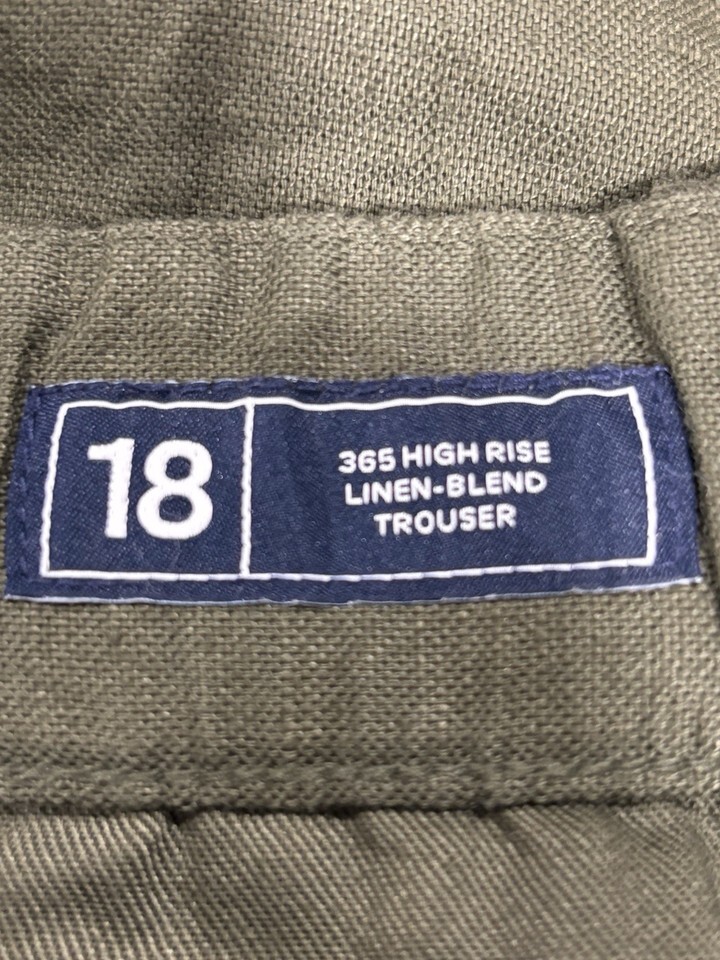 18
365 HIGH RISE
LINEN-BLEND
TROUSER